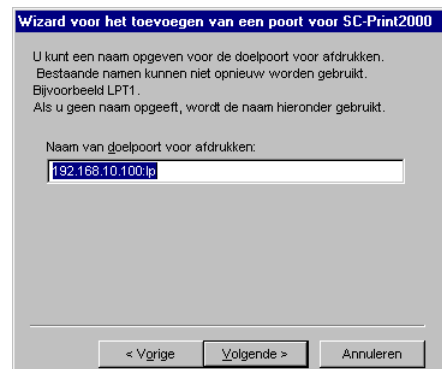 Wizard voor het toevoegen van een poort voor SC-Print2000
U kunt een naam opgeven voor de doelpoort voor afdrukken.
Bestaande namen kunnen niet opnieuw worden gebruikt.
Bijvoorbeeld LPT1.
Als u geen naam opgeeft, wordt de naam hieronder gebruikt.
Naam van doelpoort voor afdrukken:
192.168.10.100:lp
< Vorige
Volgende >
Annuleren